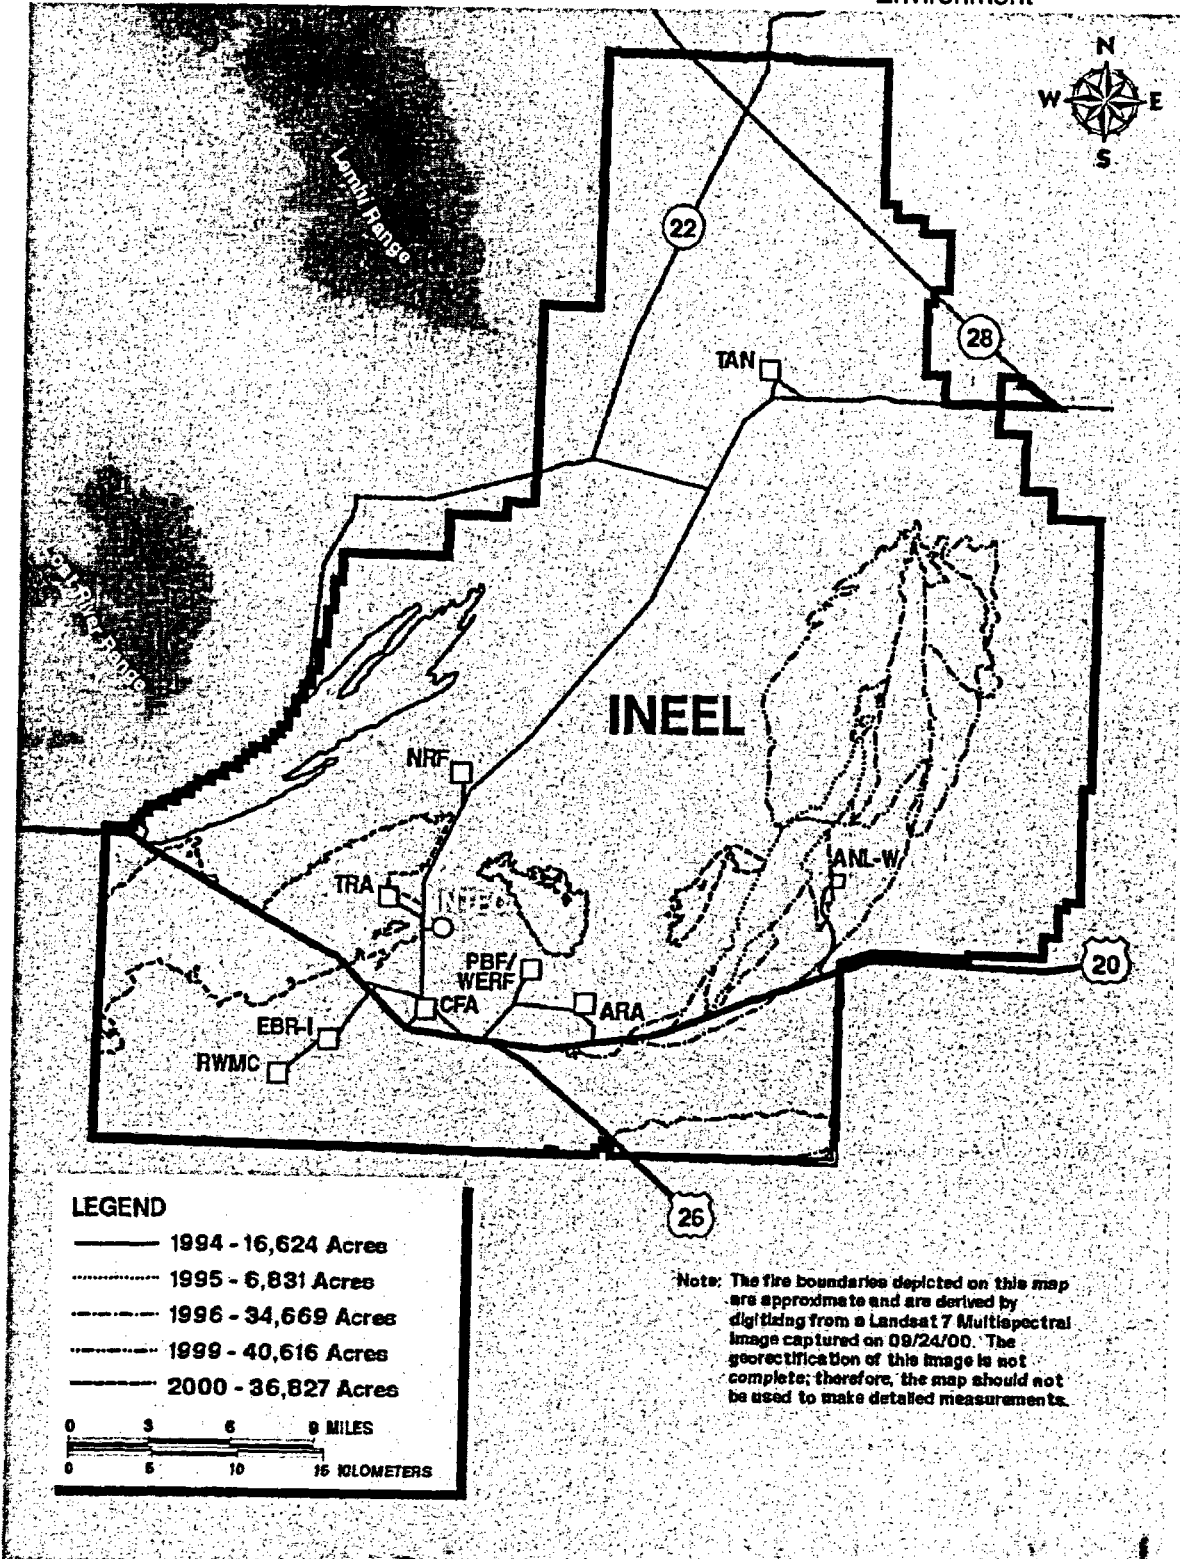 Environment
N
W E
S
Lemhi Range
22
28
TAN
INEEL
NRF
TRA
INTEC
ANL-W
PBF/
WERF
CFA
ARA
EBR-I
RWMC
20
26
LEGEND
1994 - 16,624 Acres
1995 - 6,831 Acres
1996 - 34,669 Acres
1999 - 40,616 Acres
2000 - 36,827 Acres
0 3 6 9 MILES
0 5 10 15 KILOMETERS
Note: The fire boundaries depicted on this map
are approximate and are derived by
digitizing from a Landsat 7 Multispectral
image captured on 09/24/00. The
georectification of this image is not
complete; therefore, the map should not
be used to make detailed measurements.